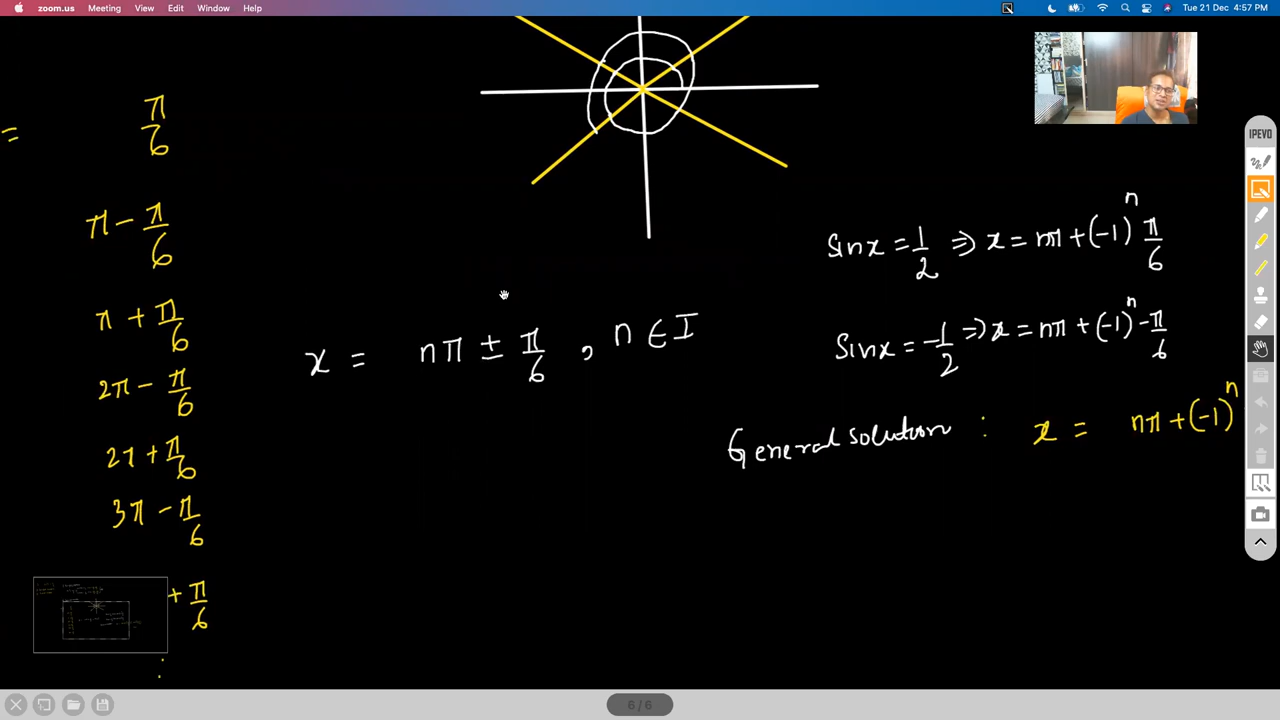 zoom.us Meeting View Edit Window Help
Tue 21 Dec 4:57 PM
= π/6
π - π/6
π + π/6
2π - π/6
2π + π/6
3π - π/6
+ π/6
⋮
x = nπ ± π/6 , n ∈ I
Sinx = 1/2 ⇒ x = nπ + (-1)^n π/6
Sinx = -1/2 ⇒ x = nπ + (-1)^n -π/6
General solution : x = nπ + (-1)^n
IPEVO
6 / 6